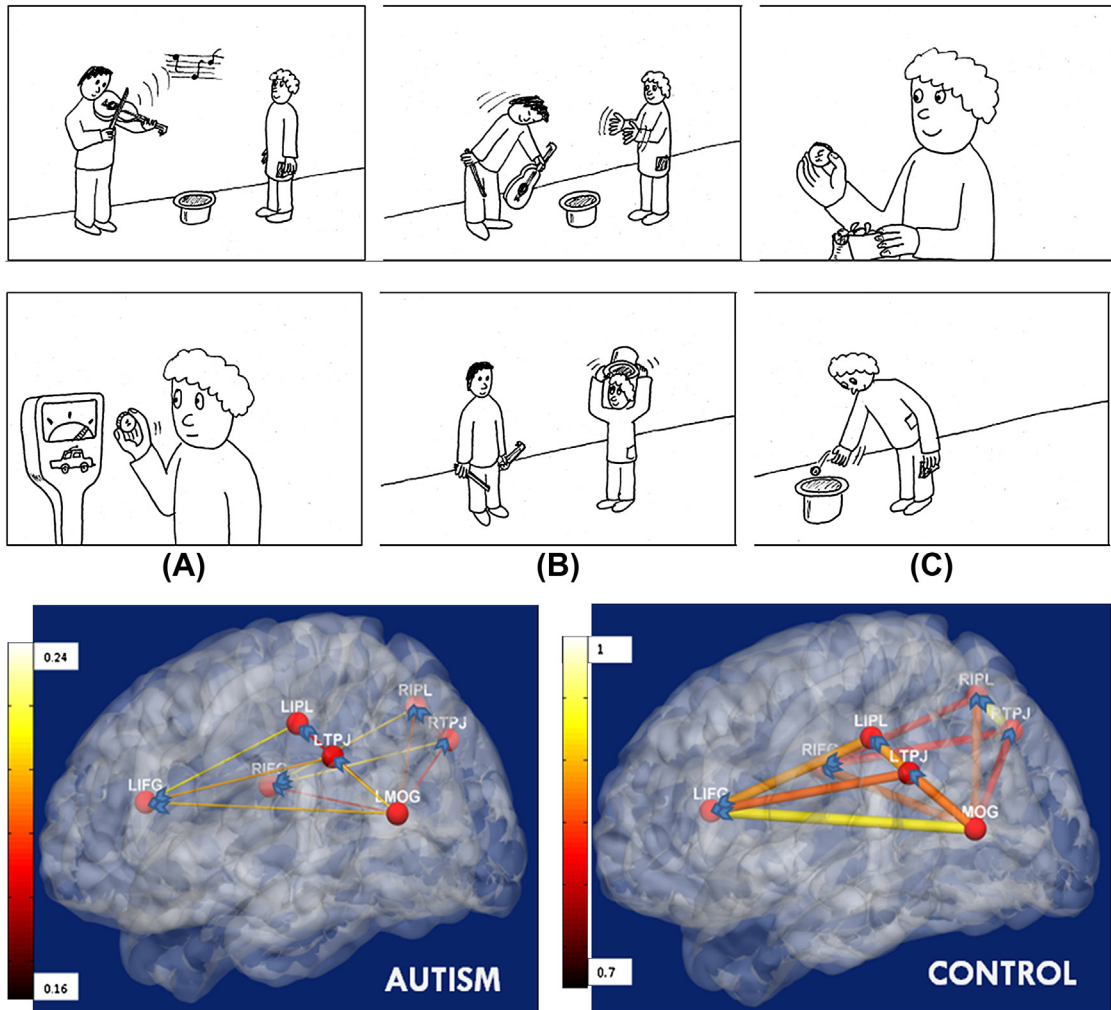 (A) (B) (C)
0.24
0.16
LIPL
RIPL
RTPJ
LTPJ
RIFG
LIFG
LMOG
AUTISM
1
0.7
RIPL
RTPJ
LIPL
RIFG
LTPJ
LIFG
MOG
CONTROL